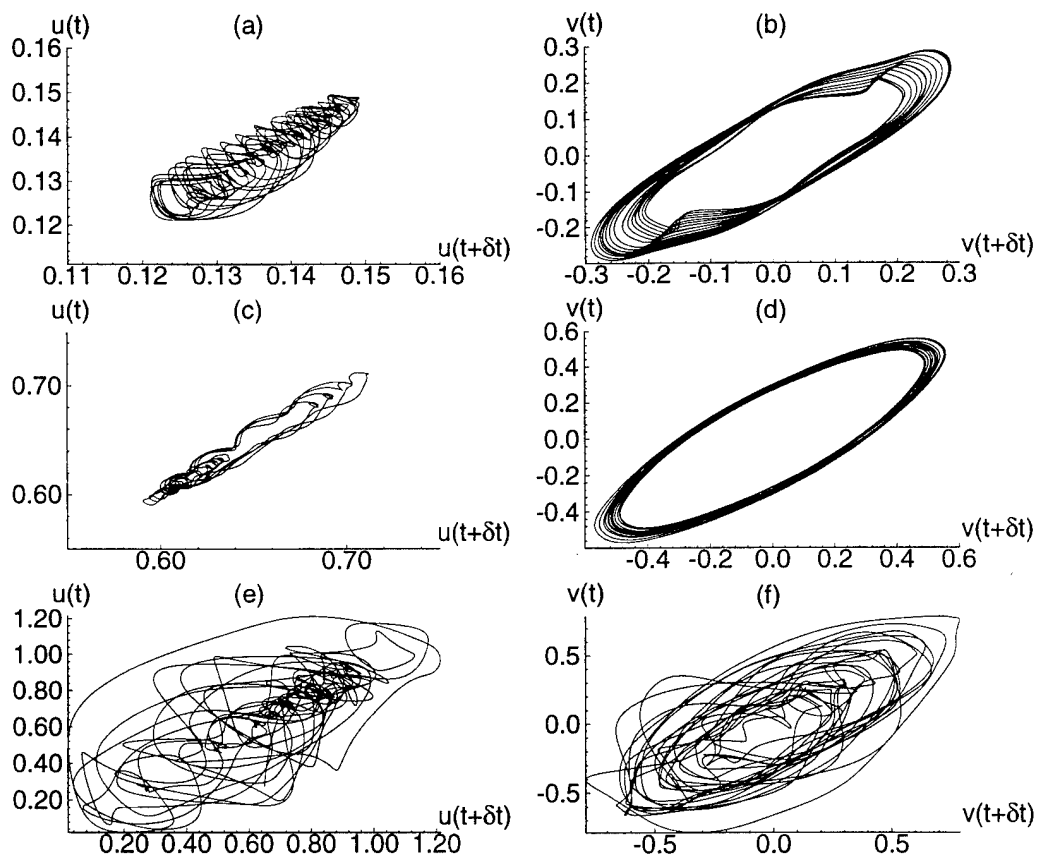 u(t) (a)
0.16
0.15
0.14
0.13
0.12
u(t+δt)
0.11 0.12 0.13 0.14 0.15 0.16
v(t) (b)
0.3
0.2
0.1
0.0
-0.1
-0.2
v(t+δt)
-0.3 -0.2 -0.1 0.0 0.1 0.2 0.3
u(t) (c)
0.70
0.60
u(t+δt)
0.60 0.70
v(t) (d)
0.6
0.4
0.2
0.0
-0.2
-0.4
v(t+δt)
-0.4 -0.2 0.0 0.2 0.4 0.6
u(t) (e)
1.20
1.00
0.80
0.60
0.40
0.20
u(t+δt)
0.20 0.40 0.60 0.80 1.00 1.20
v(t) (f)
0.5
0.0
-0.5
v(t+δt)
-0.5 0.0 0.5